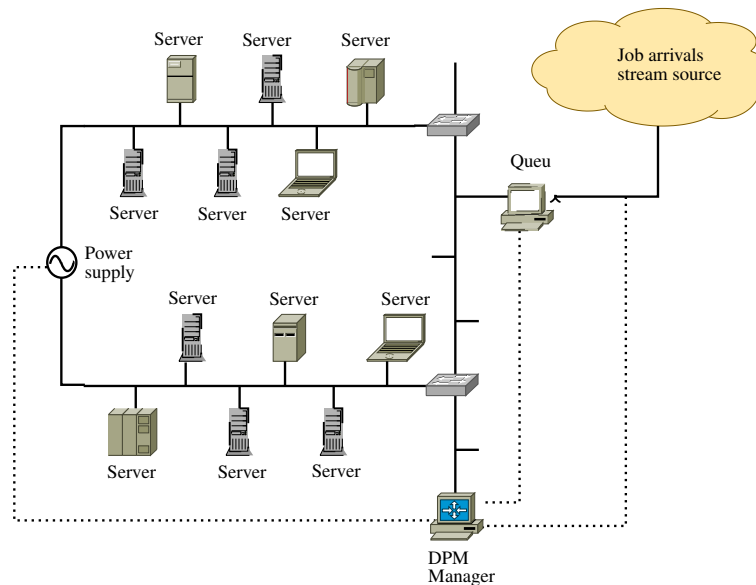 Server
Server
Server
Job arrivals
stream source
Queu
Server
Server
Server
Power
supply
Server
Server
Server
Server
Server
Server
DPM
Manager